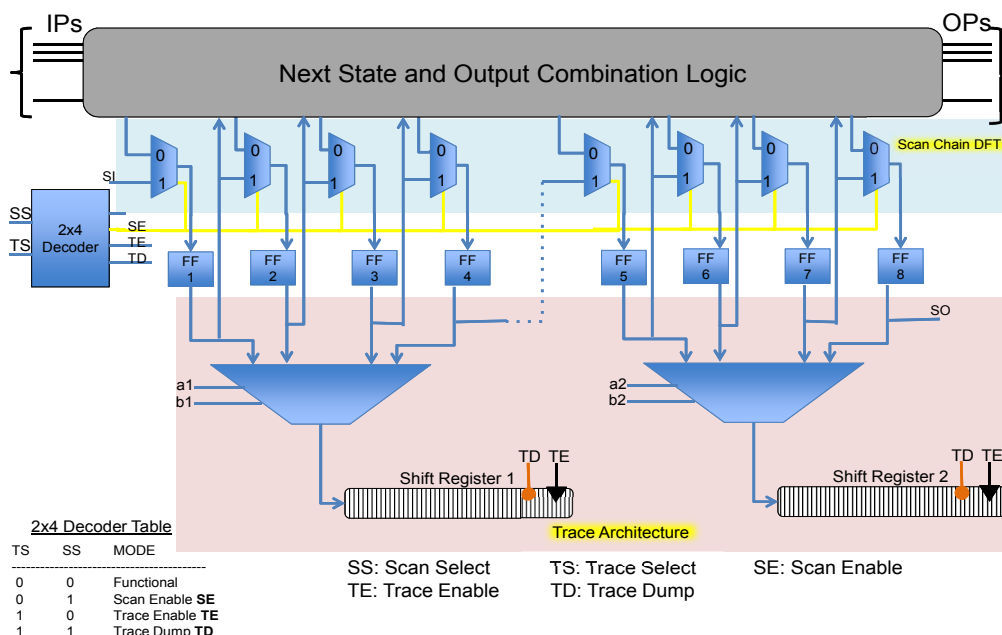 IPs
OPs
Next State and Output Combination Logic
0
1
0
1
0
1
0
1
0
1
0
1
0
1
0
1
Scan Chain DFT
SI
SS
TS
2x4
Decoder
SE
TE
TD
FF
1
FF
2
FF
3
FF
4
FF
5
FF
6
FF
7
FF
8
SO
a1
b1
a2
b2
TD
TE
Shift Register 1
TD
TE
Shift Register 2
Trace Architecture
2x4 Decoder Table
TS SS MODE
0 0 Functional
0 1 Scan Enable SE
1 0 Trace Enable TE
1 1 Trace Dump TD
SS: Scan Select
TS: Trace Select
SE: Scan Enable
TE: Trace Enable
TD: Trace Dump